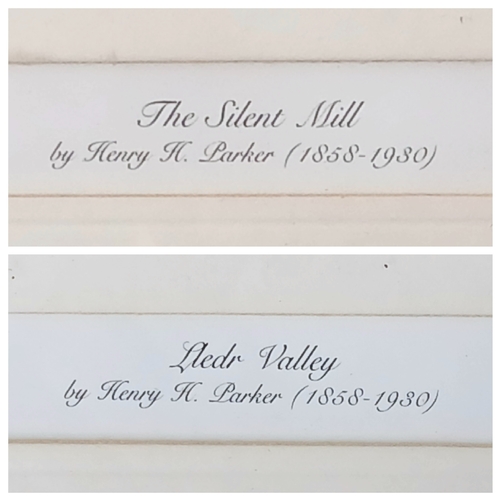 The Silent Mill
by Henry H. Parker (1858-1930)
Lledr Valley
by Henry H. Parker (1858-1930)